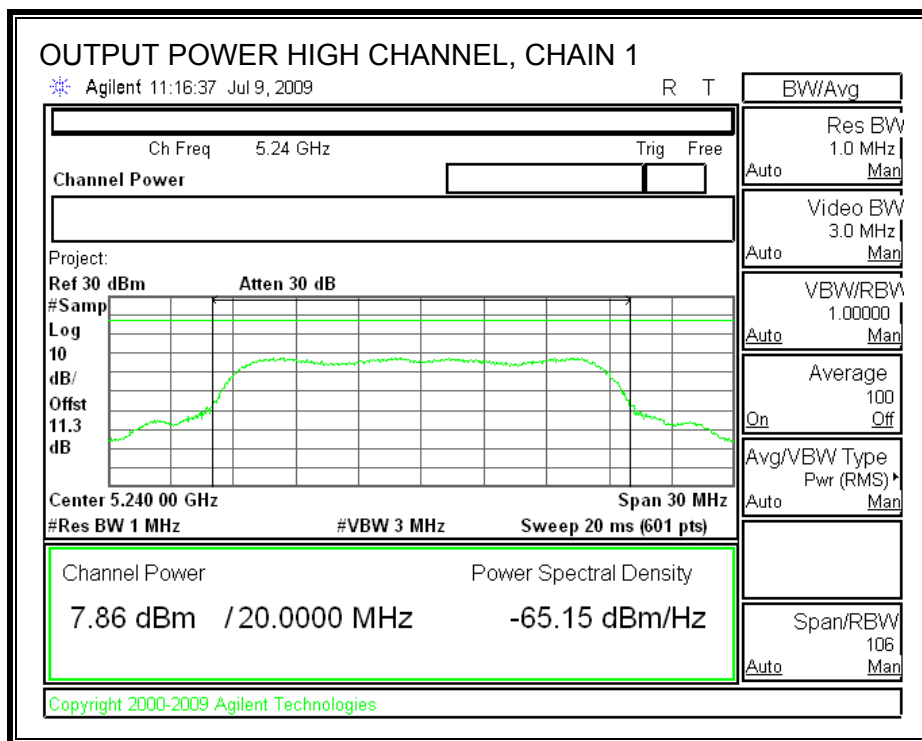 OUTPUT POWER HIGH CHANNEL, CHAIN 1
Agilent 11:16:37 Jul 9, 2009 R T
Ch Freq 5.24 GHz Trig Free
Channel Power
Project:
Ref 30 dBm Atten 30 dB
#Samp
Log
10
dB/
Offst
11.3
dB
Center 5.240 00 GHz Span 30 MHz
#Res BW 1 MHz #VBW 3 MHz Sweep 20 ms (601 pts)
Channel Power Power Spectral Density
7.86 dBm / 20.0000 MHz -65.15 dBm/Hz
Copyright 2000-2009 Agilent Technologies
BW/Avg
Res BW
1.0 MHz
Auto Man
Video BW
3.0 MHz
Auto Man
VBW/RBW
1.00000
Auto Man
Average
100
On Off
Avg/VBW Type
Pwr (RMS)
Auto Man
Span/RBW
106
Auto Man